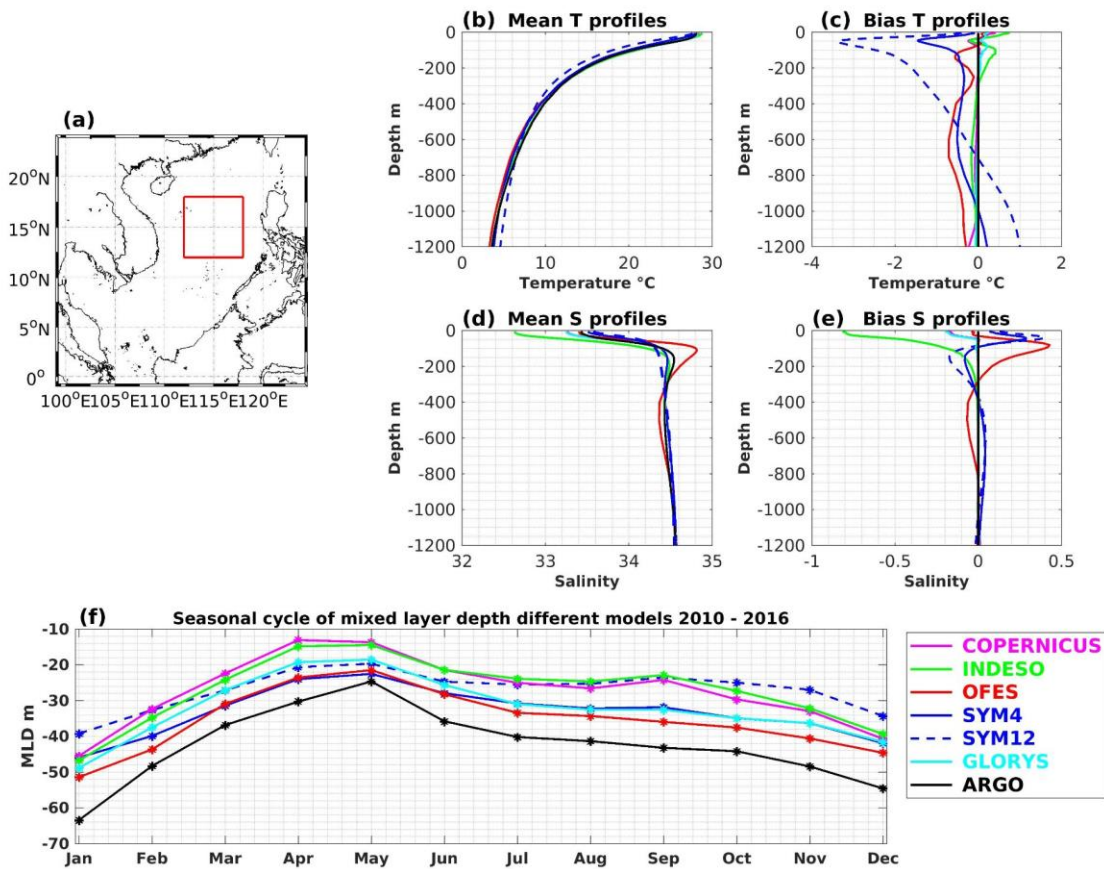 (a)
20°N
15°N
10°N
5°N
0°
100°E105°E110°E115°E120°E
(b) Mean T profiles
0
-200
-400
-600
-800
-1000
-1200
Depth m
0 10 20 30
Temperature °C
(c) Bias T profiles
0
-200
-400
-600
-800
-1000
-1200
Depth m
-4 -2 0 2
Temperature °C
(d) Mean S profiles
0
-200
-400
-600
-800
-1000
-1200
Depth m
32 33 34 35
Salinity
(e) Bias S profiles
0
-200
-400
-600
-800
-1000
-1200
Depth m
-1 -0.5 0 0.5
Salinity
(f) Seasonal cycle of mixed layer depth different models 2010 - 2016
-10
-20
-30
-40
-50
-60
-70
MLD m
Jan Feb Mar Apr May Jun Jul Aug Sep Oct Nov Dec
COPERNICUS
INDESO
OFES
SYM4
SYM12
GLORYS
ARGO